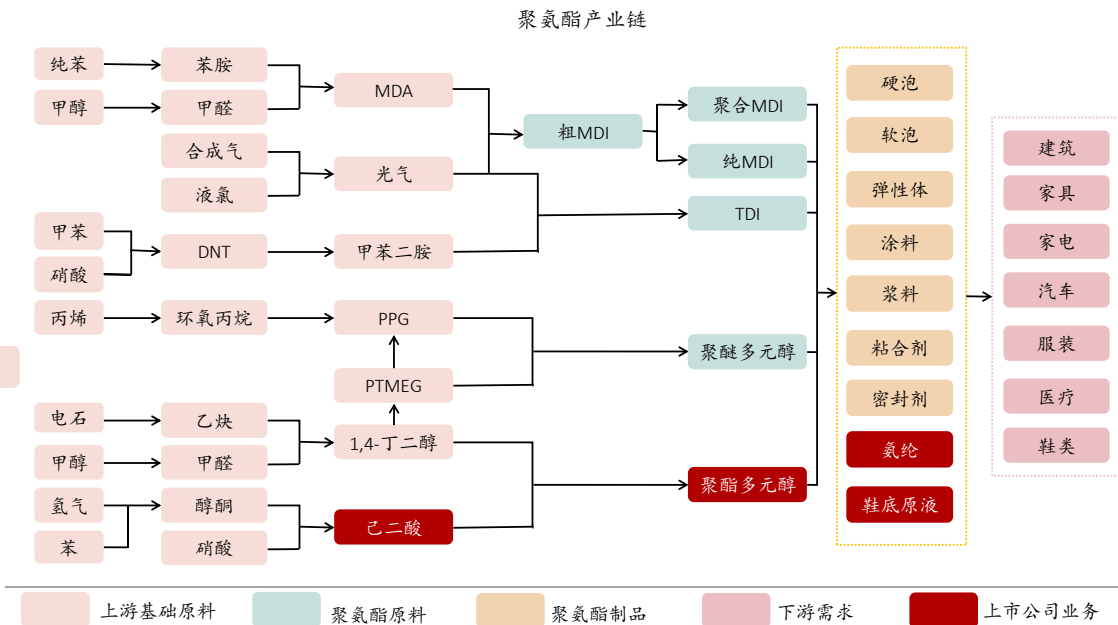 聚氨酯产业链
纯苯
苯胺
甲醇
甲醛
MDA
合成气
液氯
光气
粗MDI
聚合MDI
纯MDI
TDI
甲苯
硝酸
DNT
甲苯二胺
丙烯
环氧丙烷
PPG
PTMEG
聚醚多元醇
电石
乙炔
甲醇
甲醛
1,4-丁二醇
氢气
苯
醇酮
硝酸
己二酸
聚酯多元醇
硬泡
软泡
弹性体
涂料
浆料
粘合剂
密封剂
氨纶
鞋底原液
建筑
家具
家电
汽车
服装
医疗
鞋类
上游基础原料
聚氨酯原料
聚氨酯制品
下游需求
上市公司业务